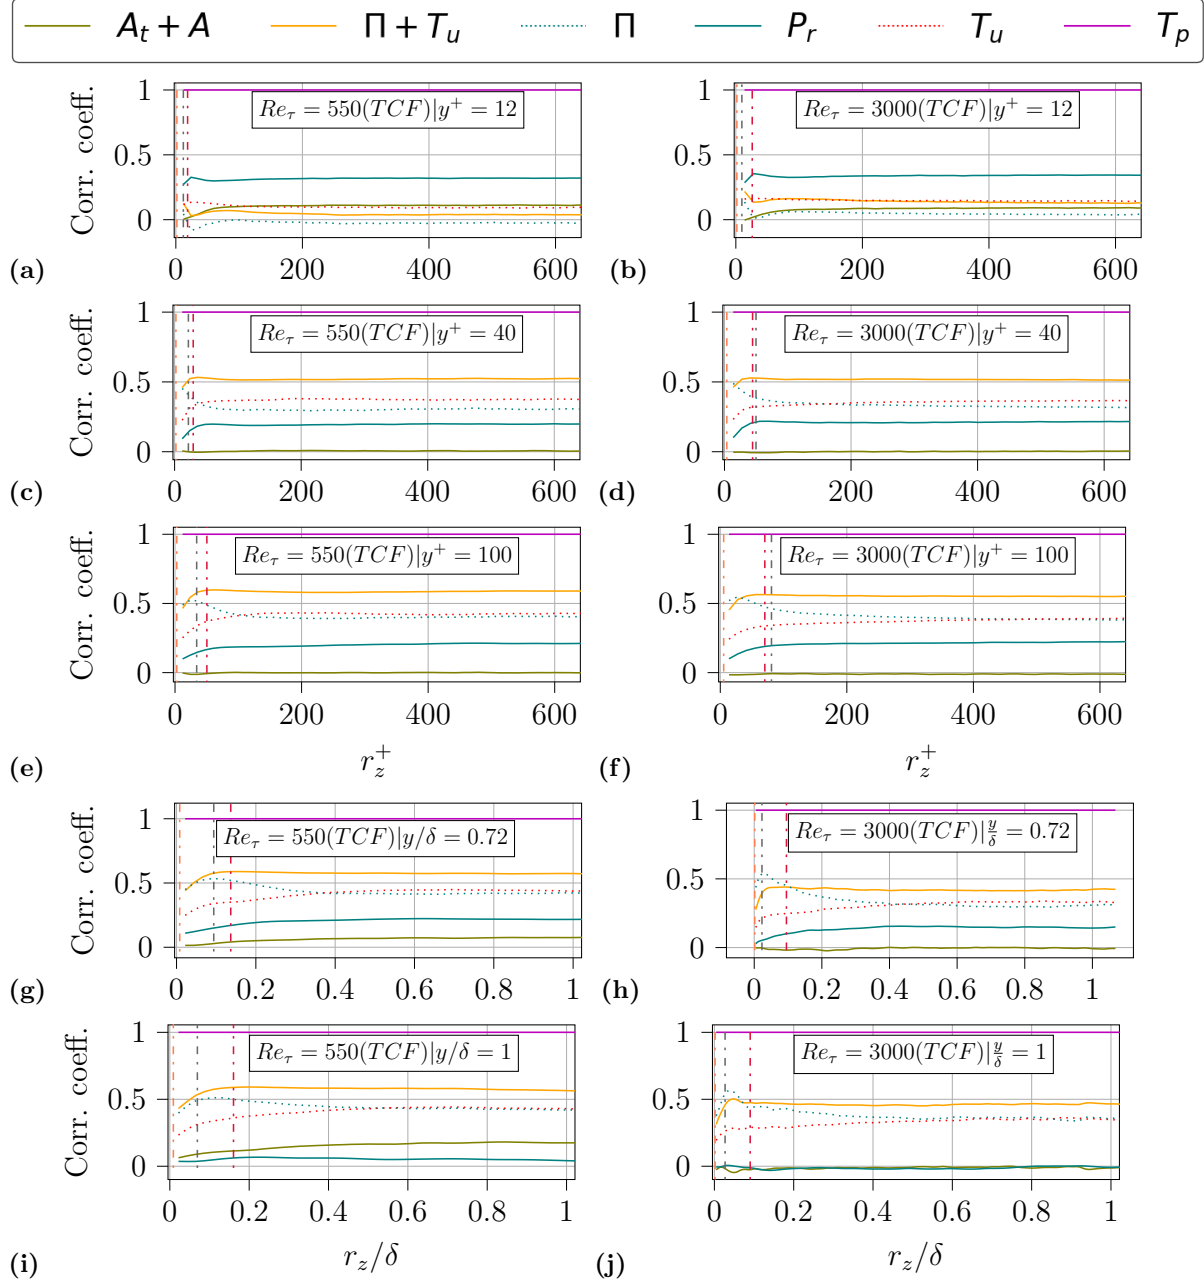 A_t + A   Π + T_u   Π   P_r   T_u   T_p
Corr. coeff.
1
0.5
0
Re_τ = 550(TCF)|y^+ = 12
0 200 400 600
(a)
1
0.5
0
Re_τ = 3000(TCF)|y^+ = 12
0 200 400 600
(b)
Corr. coeff.
1
0.5
0
Re_τ = 550(TCF)|y^+ = 40
0 200 400 600
(c)
1
0.5
0
Re_τ = 3000(TCF)|y^+ = 40
0 200 400 600
(d)
Corr. coeff.
1
0.5
0
Re_τ = 550(TCF)|y^+ = 100
0 200 400 600
r_z^+
(e)
1
0.5
0
Re_τ = 3000(TCF)|y^+ = 100
0 200 400 600
r_z^+
(f)
Corr. coeff.
1
0.5
0
Re_τ = 550(TCF)|y/δ = 0.72
0 0.2 0.4 0.6 0.8 1
(g)
1
0.5
0
Re_τ = 3000(TCF)|y/δ = 0.72
0 0.2 0.4 0.6 0.8 1
(h)
Corr. coeff.
1
0.5
0
Re_τ = 550(TCF)|y/δ = 1
0 0.2 0.4 0.6 0.8 1
r_z/δ
(i)
1
0.5
0
Re_τ = 3000(TCF)|y/δ = 1
0 0.2 0.4 0.6 0.8 1
r_z/δ
(j)